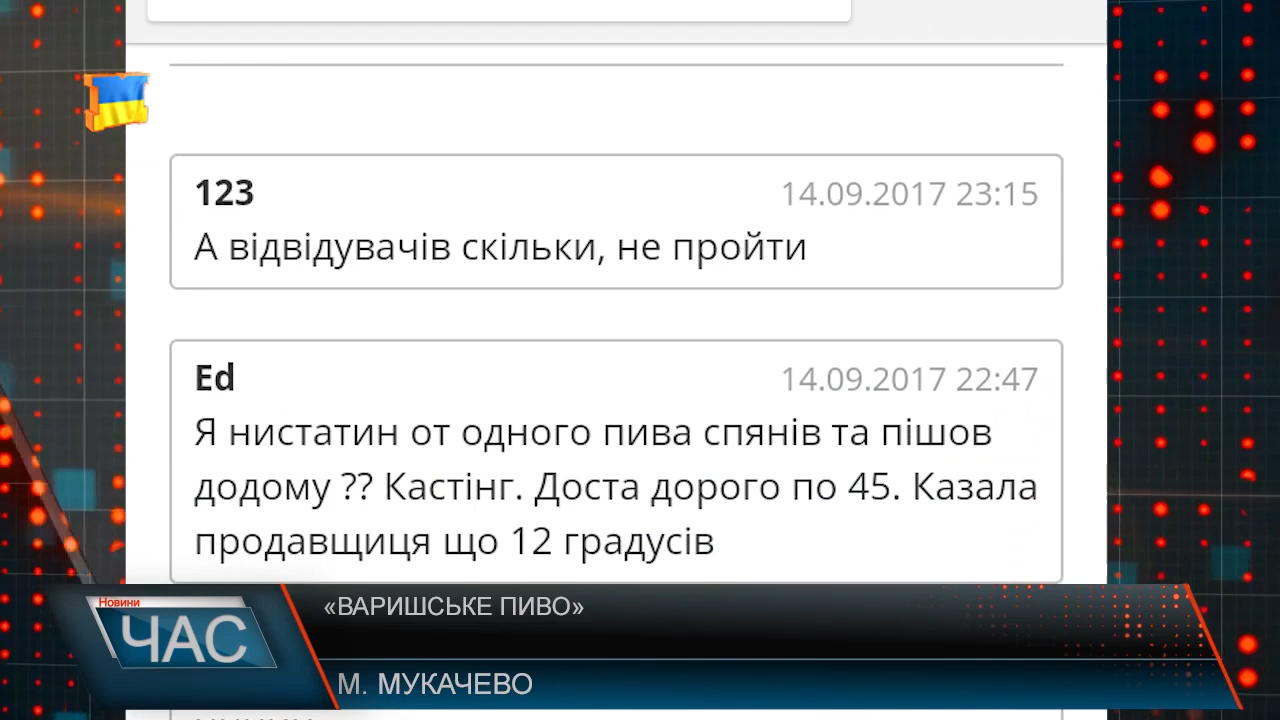 123
14.09.2017 23:15
А відвідувачів скільки, не пройти
Ed
14.09.2017 22:47
Я нистатин от одного пива спянів та пішов
додому ?? Кастінг. Доста дорого по 45. Казала
продавщиця що 12 градусів
Новини
ЧАС
«ВАРИШСЬКЕ ПИВО»
М. МУКАЧЕВО